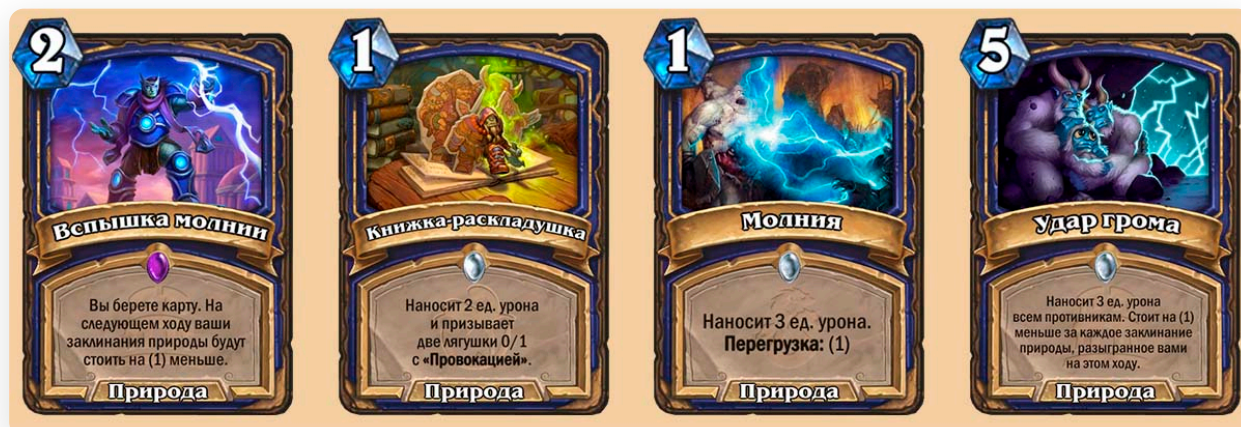 2
Вспышка молнии
Вы берете карту. На
следующем ходу ваши
заклинания природы будут
стоить на (1) меньше.
Природа
1
Книжка-раскладушка
Наносит 2 ед. урона
и призывает
две лягушки 0/1
с «Провокацией».
Природа
1
Молния
Наносит 3 ед. урона.
Перегрузка: (1)
Природа
5
Удар грома
Наносит 3 ед. урона
всем противникам. Стоит на (1)
меньше за каждое заклинание
природы, разыгранное вами
на этом ходу.
Природа